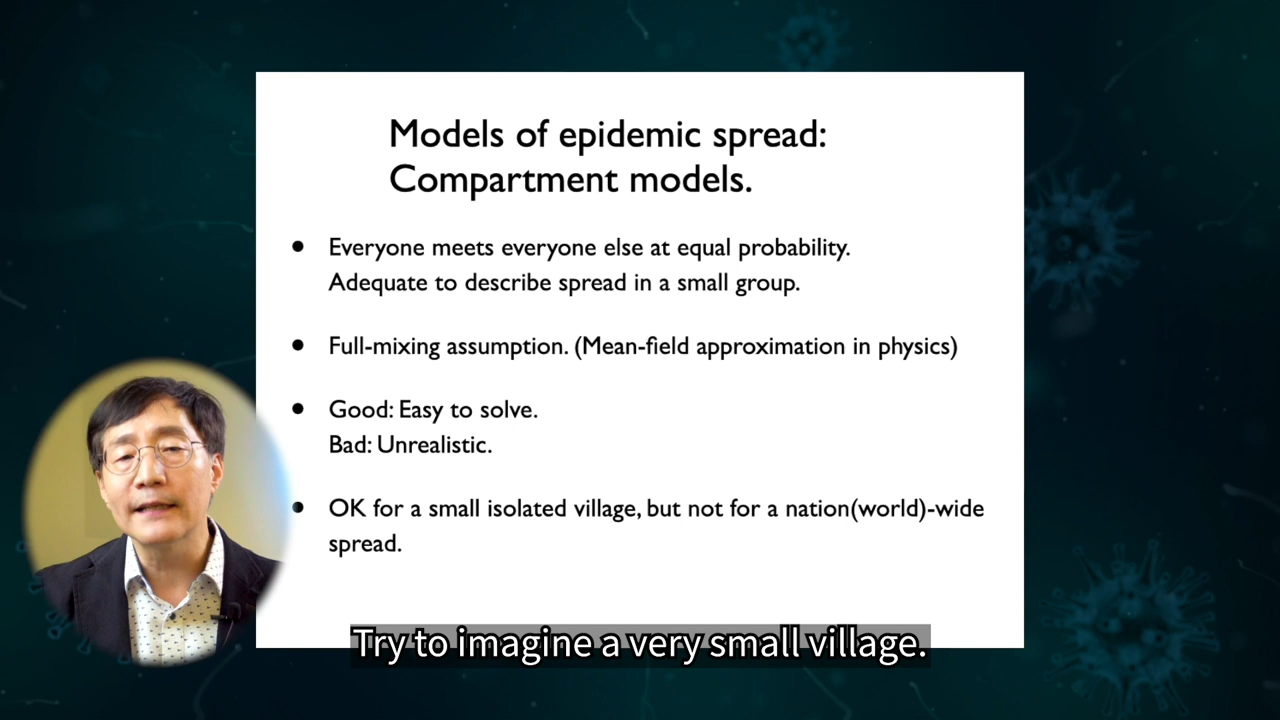 Models of epidemic spread:
Compartment models.
• Everyone meets everyone else at equal probability.
Adequate to describe spread in a small group.
• Full-mixing assumption. (Mean-field approximation in physics)
• Good: Easy to solve.
Bad: Unrealistic.
• OK for a small isolated village, but not for a nation(world)-wide
spread.
Try to imagine a very small village.